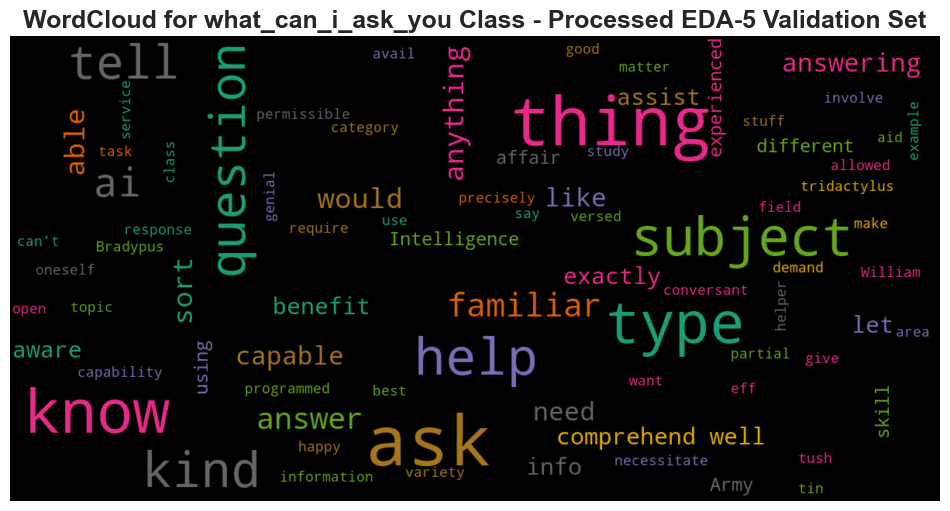 WordCloud for what_can_i_ask_you Class - Processed EDA-5 Validation Set
tell
avail
good
matter
answering
service
able
task
class
ai
question
permissible
category
anything
thing
assist
experienced
involve
stuff
example
aid
different
allowed
affair
study
genial
would
precisely
like
say
versed
use
require
Intelligence
tridactylus
field
make
subject
can't
response
Bradypus
oneself
sort
exactly
demand
William
conversant
open
topic
benefit
familiar
type
helper
let
area
aware
capability
using
capable
help
partial
give
programmed
best
want
eff
skill
know
answer
ask
need
comprehend well
happy
kind
information
variety
info
necessitate
tush
Army
tin